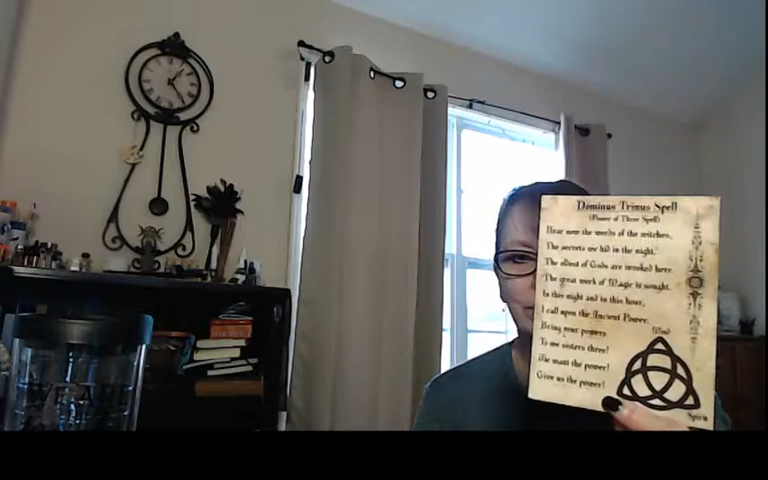 Dominus Trinus Spell
(Power of Three Spell)
Hear now the words of the witches,
The secrets we hid in the night.
The oldest of Gods are invoked here
The great work of Magic is sought.
In this night and in this hour,
I call upon the Ancient Power.
Bring your powers
To we sisters three!
We want the power!
Give us the power!
Mind
Spirit